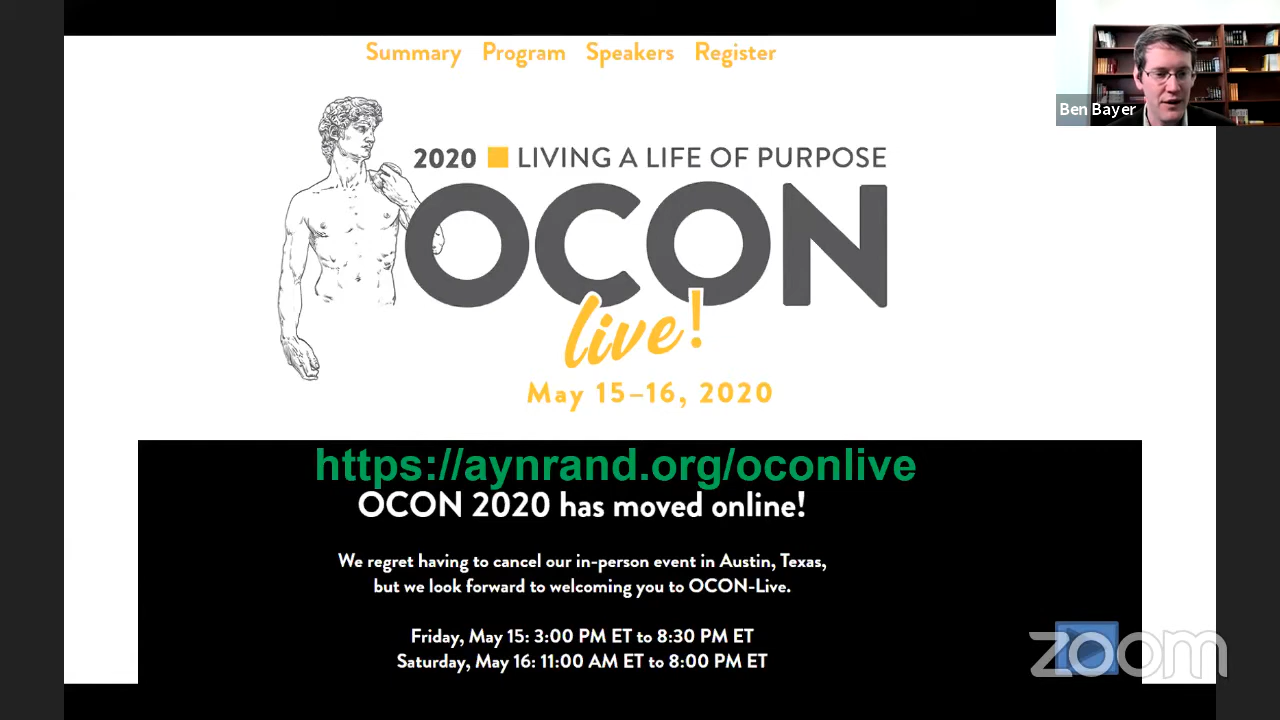 Summary Program Speakers Register
Ben Bayer
2020 LIVING A LIFE OF PURPOSE
OCON
live!
May 15–16, 2020
https://aynrand.org/oconlive
OCON 2020 has moved online!
We regret having to cancel our in-person event in Austin, Texas,
but we look forward to welcoming you to OCON-Live.
Friday, May 15: 3:00 PM ET to 8:30 PM ET
Saturday, May 16: 11:00 AM ET to 8:00 PM ET
zoom